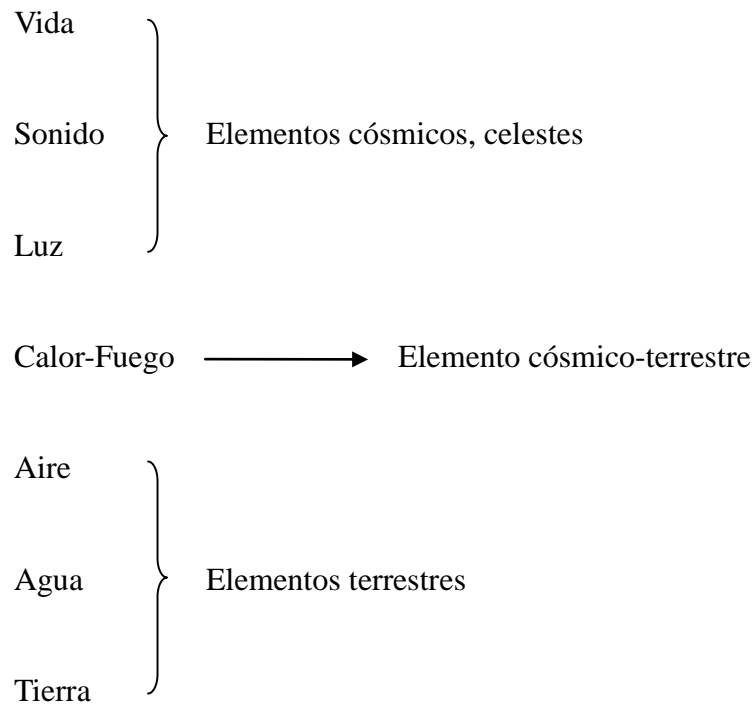 Vida
Sonido Elementos cósmicos, celestes
Luz
Calor-Fuego Elemento cósmico-terrestre
Aire
Agua Elementos terrestres
Tierra